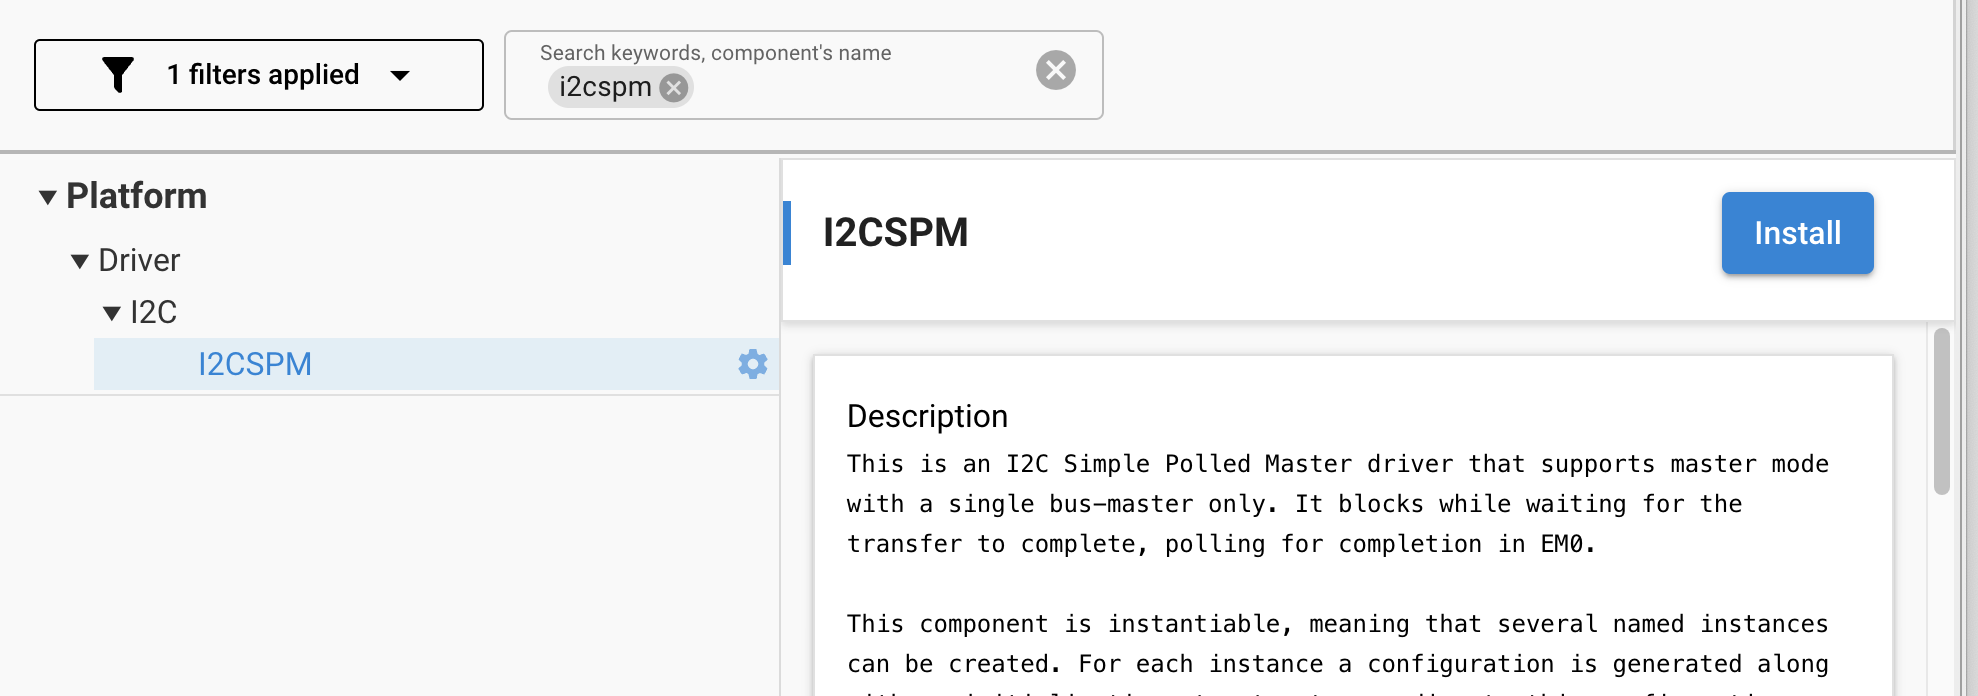 1 filters applied
Search keywords, component's name
i2cspm
Platform
Driver
I2C
I2CSPM
I2CSPM
Install
Description
This is an I2C Simple Polled Master driver that supports master mode
with a single bus-master only. It blocks while waiting for the
transfer to complete, polling for completion in EM0.
This component is instantiable, meaning that several named instances
can be created. For each instance a configuration is generated along